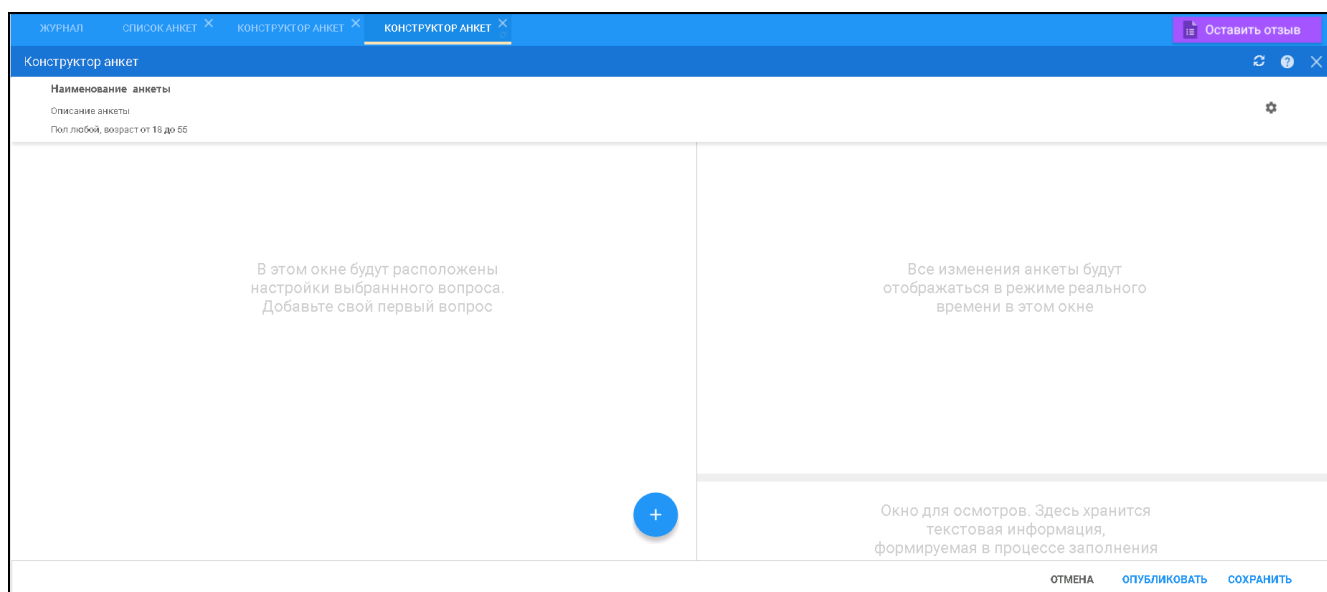 ЖУРНАЛ СПИСОК АНКЕТ КОНСТРУКТОР АНКЕТ КОНСТРУКТОР АНКЕТ Оставить отзыв
Конструктор анкет
Наименование анкеты
Описание анкеты
Пол любой, возраст от 18 до 55
В этом окне будут расположены
настройки выбраннного вопроса.
Добавьте свой первый вопрос
Все изменения анкеты будут
отображаться в режиме реального
времени в этом окне
Окно для осмотров. Здесь хранится
текстовая информация,
формируемая в процессе заполнения
ОТМЕНА ОПУБЛИКОВАТЬ СОХРАНИТЬ